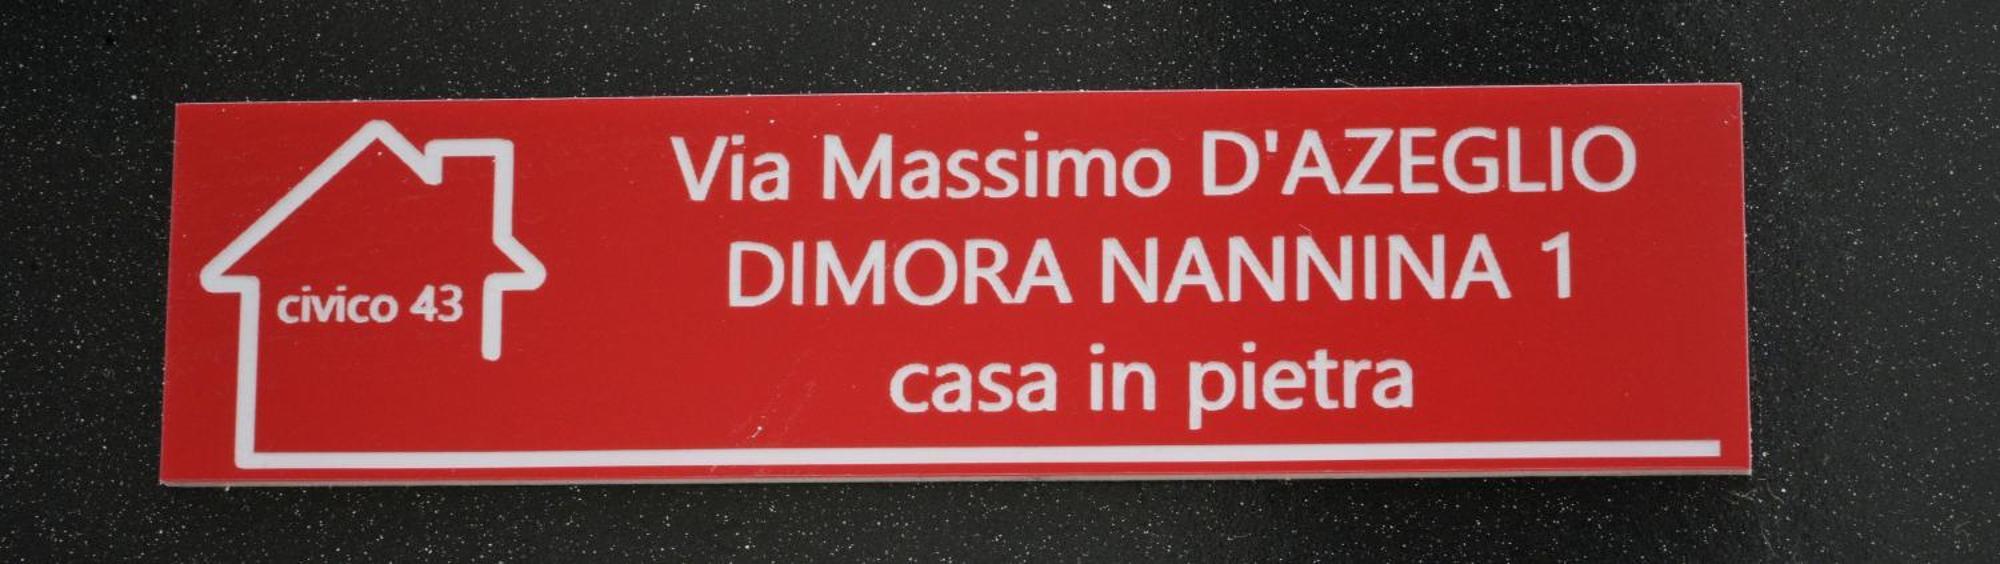 civico 43
Via Massimo D'AZEGLIO
DIMORA NANNINA 1
casa in pietra